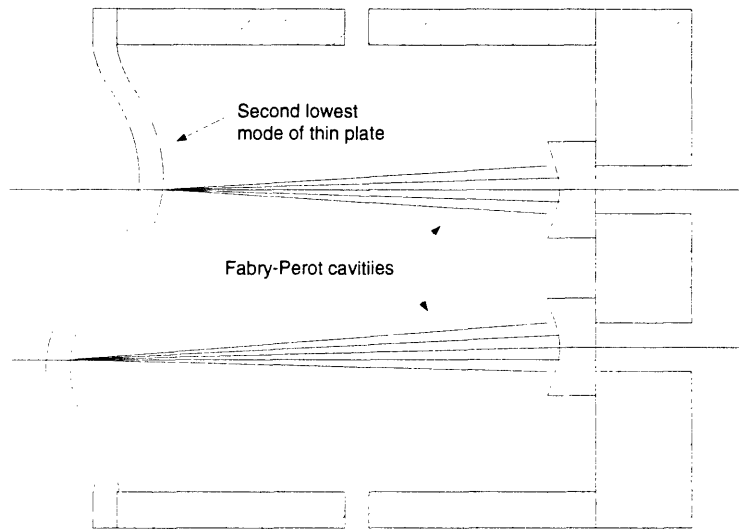 Second lowest
mode of thin plate
Fabry-Perot cavitiies